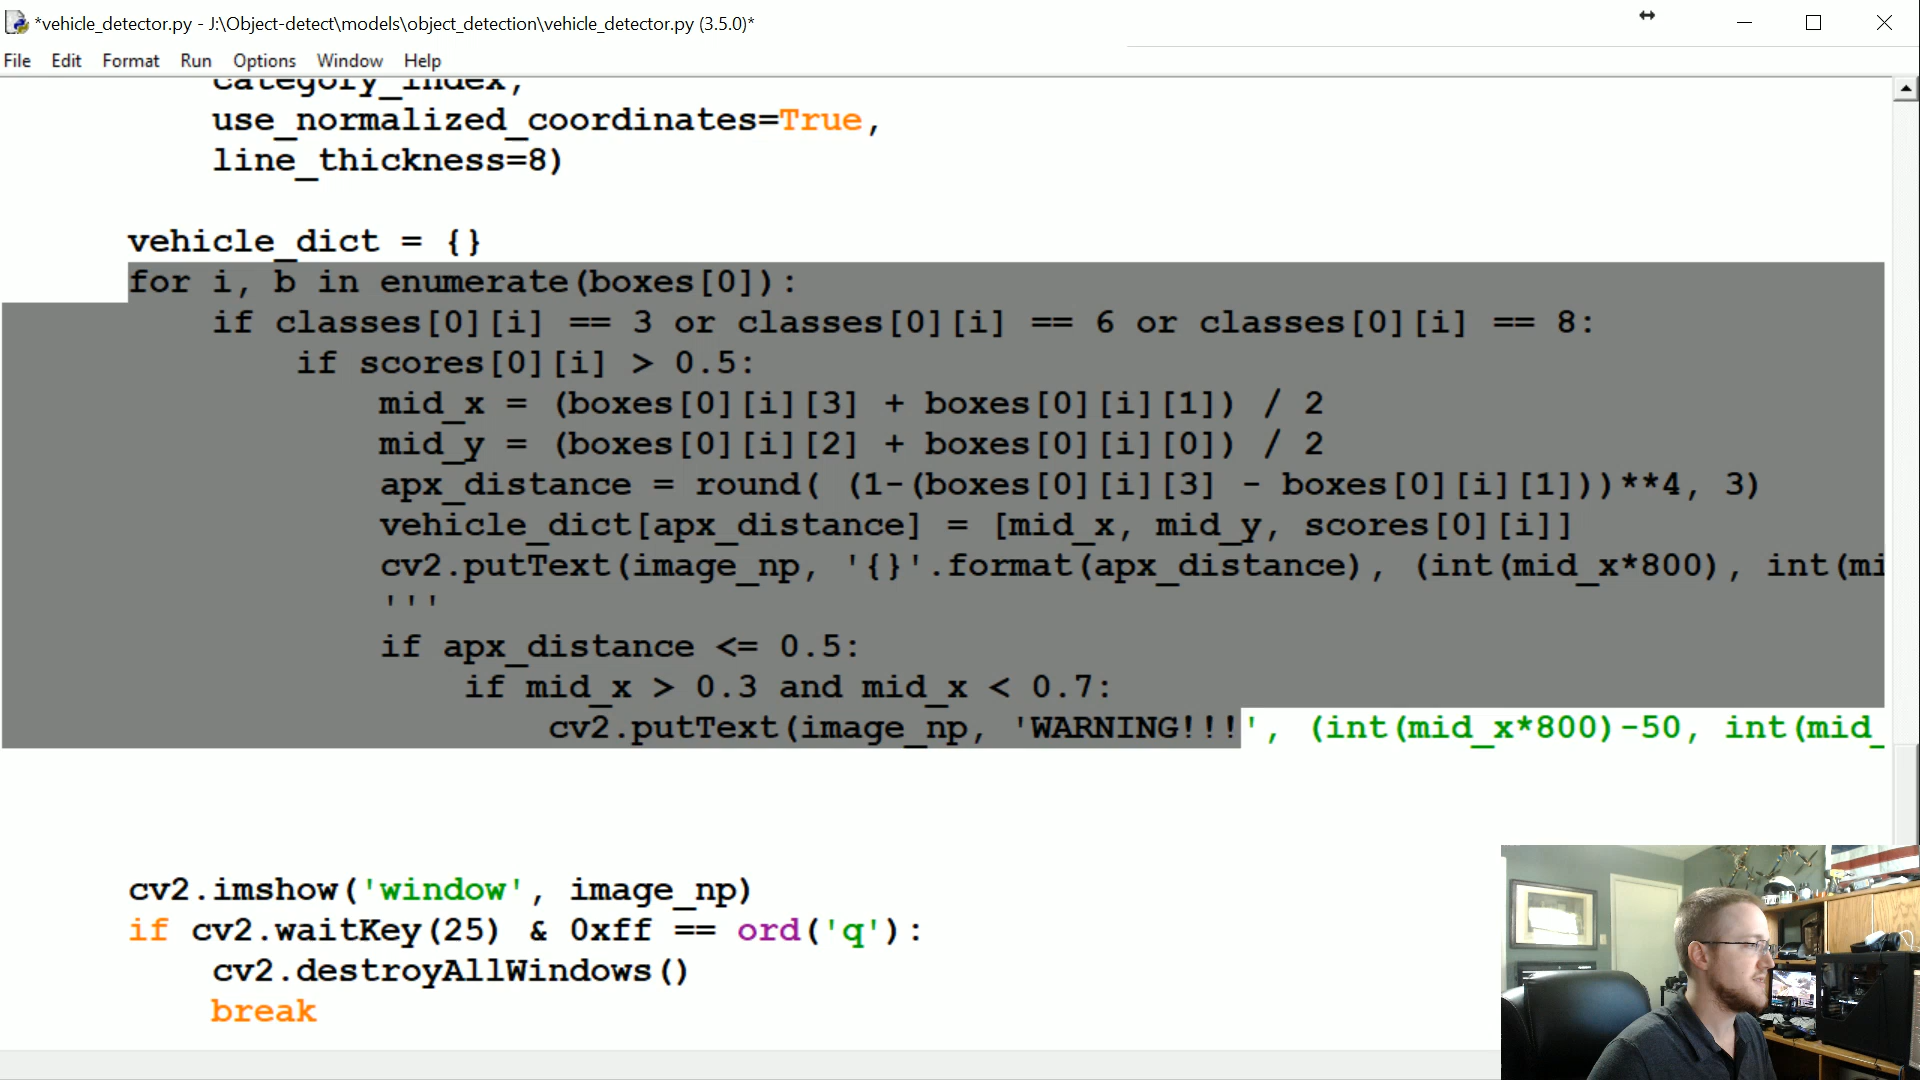 *vehicle_detector.py - J:\Object-detect\models\object_detection\vehicle_detector.py (3.5.0)*
File Edit Format Run Options Window Help
category_index,
use_normalized_coordinates=True,
line_thickness=8)
vehicle_dict = {}
for i, b in enumerate(boxes[0]):
if classes[0][i] == 3 or classes[0][i] == 6 or classes[0][i] == 8:
if scores[0][i] > 0.5:
mid_x = (boxes[0][i][3] + boxes[0][i][1]) / 2
mid_y = (boxes[0][i][2] + boxes[0][i][0]) / 2
apx_distance = round( (1-(boxes[0][i][3] - boxes[0][i][1]))**4, 3)
vehicle_dict[apx_distance] = [mid_x, mid_y, scores[0][i]]
cv2.putText(image_np, '{}'.format(apx_distance), (int(mid_x*800), int(mi
'''
if apx_distance <= 0.5:
if mid_x > 0.3 and mid_x < 0.7:
cv2.putText(image_np, 'WARNING!!!', (int(mid_x*800)-50, int(mid_
cv2.imshow('window', image_np)
if cv2.waitKey(25) & 0xff == ord('q'):
cv2.destroyAllWindows()
break